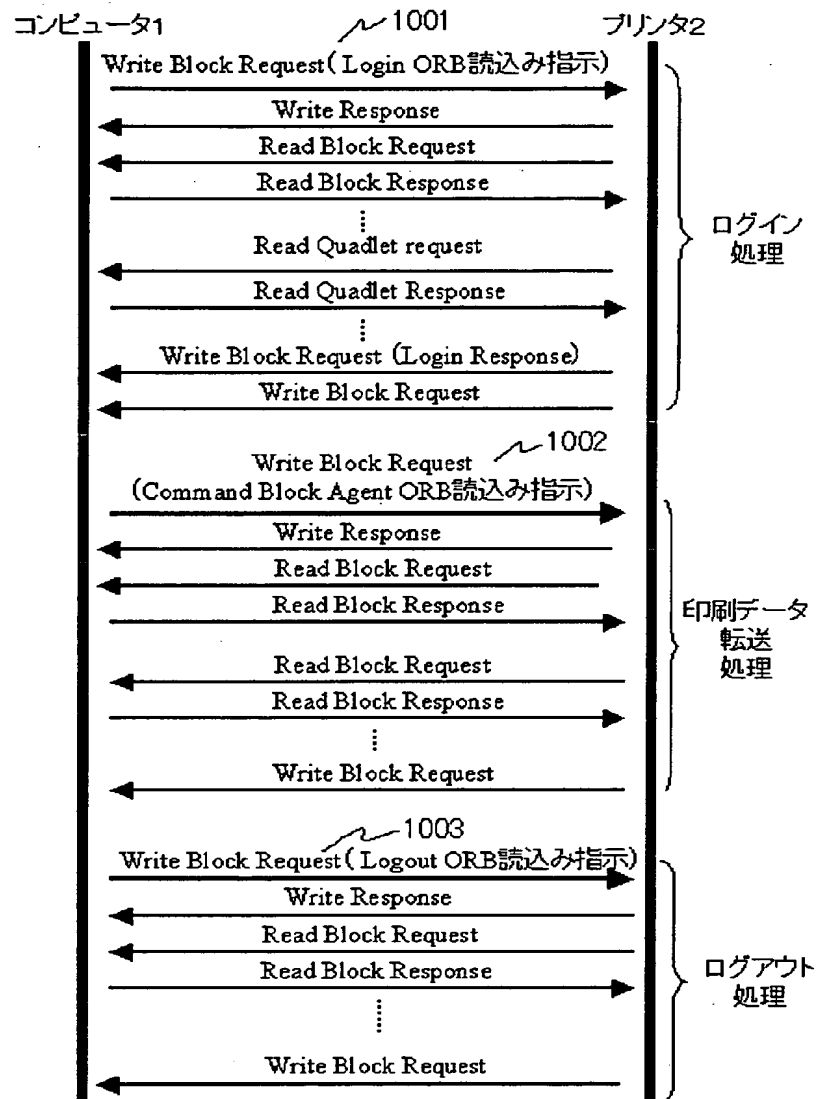 コンピュータ1
1001
プリンタ2
Write Block Request( Login ORB読込み指示)
Write Response
Read Block Request
Read Block Response
Read Quadlet request
Read Quadlet Response
Write Block Request (Login Response)
Write Block Request
ログイン
処理
1002
Write Block Request
(Command Block Agent ORB読込み指示)
Write Response
Read Block Request
Read Block Response
Read Block Request
Read Block Response
Write Block Request
印刷データ
転送
処理
1003
Write Block Request( Logout ORB読込み指示)
Write Response
Read Block Request
Read Block Response
Write Block Request
ログアウト
処理